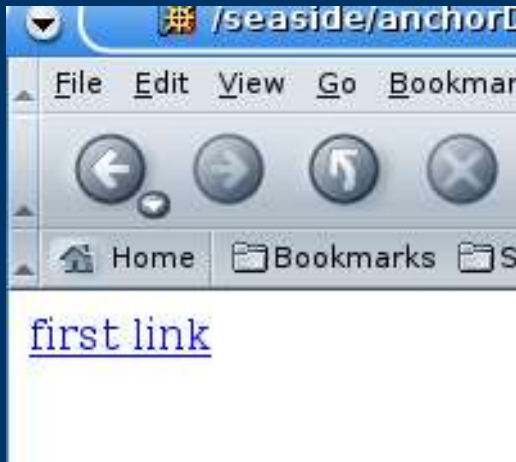 /seaside/anchorD
File Edit View Go Bookmar
Home Bookmarks S
first link